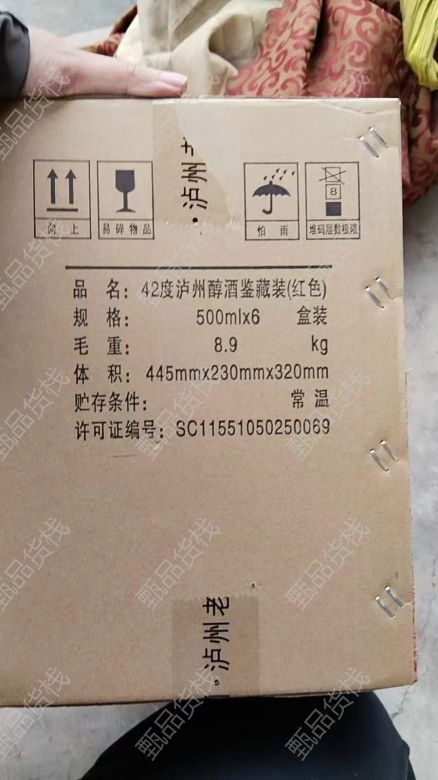 ·泸州老
向上
易碎物品
怕雨
8
堆码层数极限
品 名：42度泸州醇酒鉴藏装(红色)
规 格： 500mlx6 盒装
毛 重： 8.9 kg
体 积：445mmx230mmx320mm
贮存条件： 常温
许可证编号：SC11551050250069
·泸州老
甄品货栈